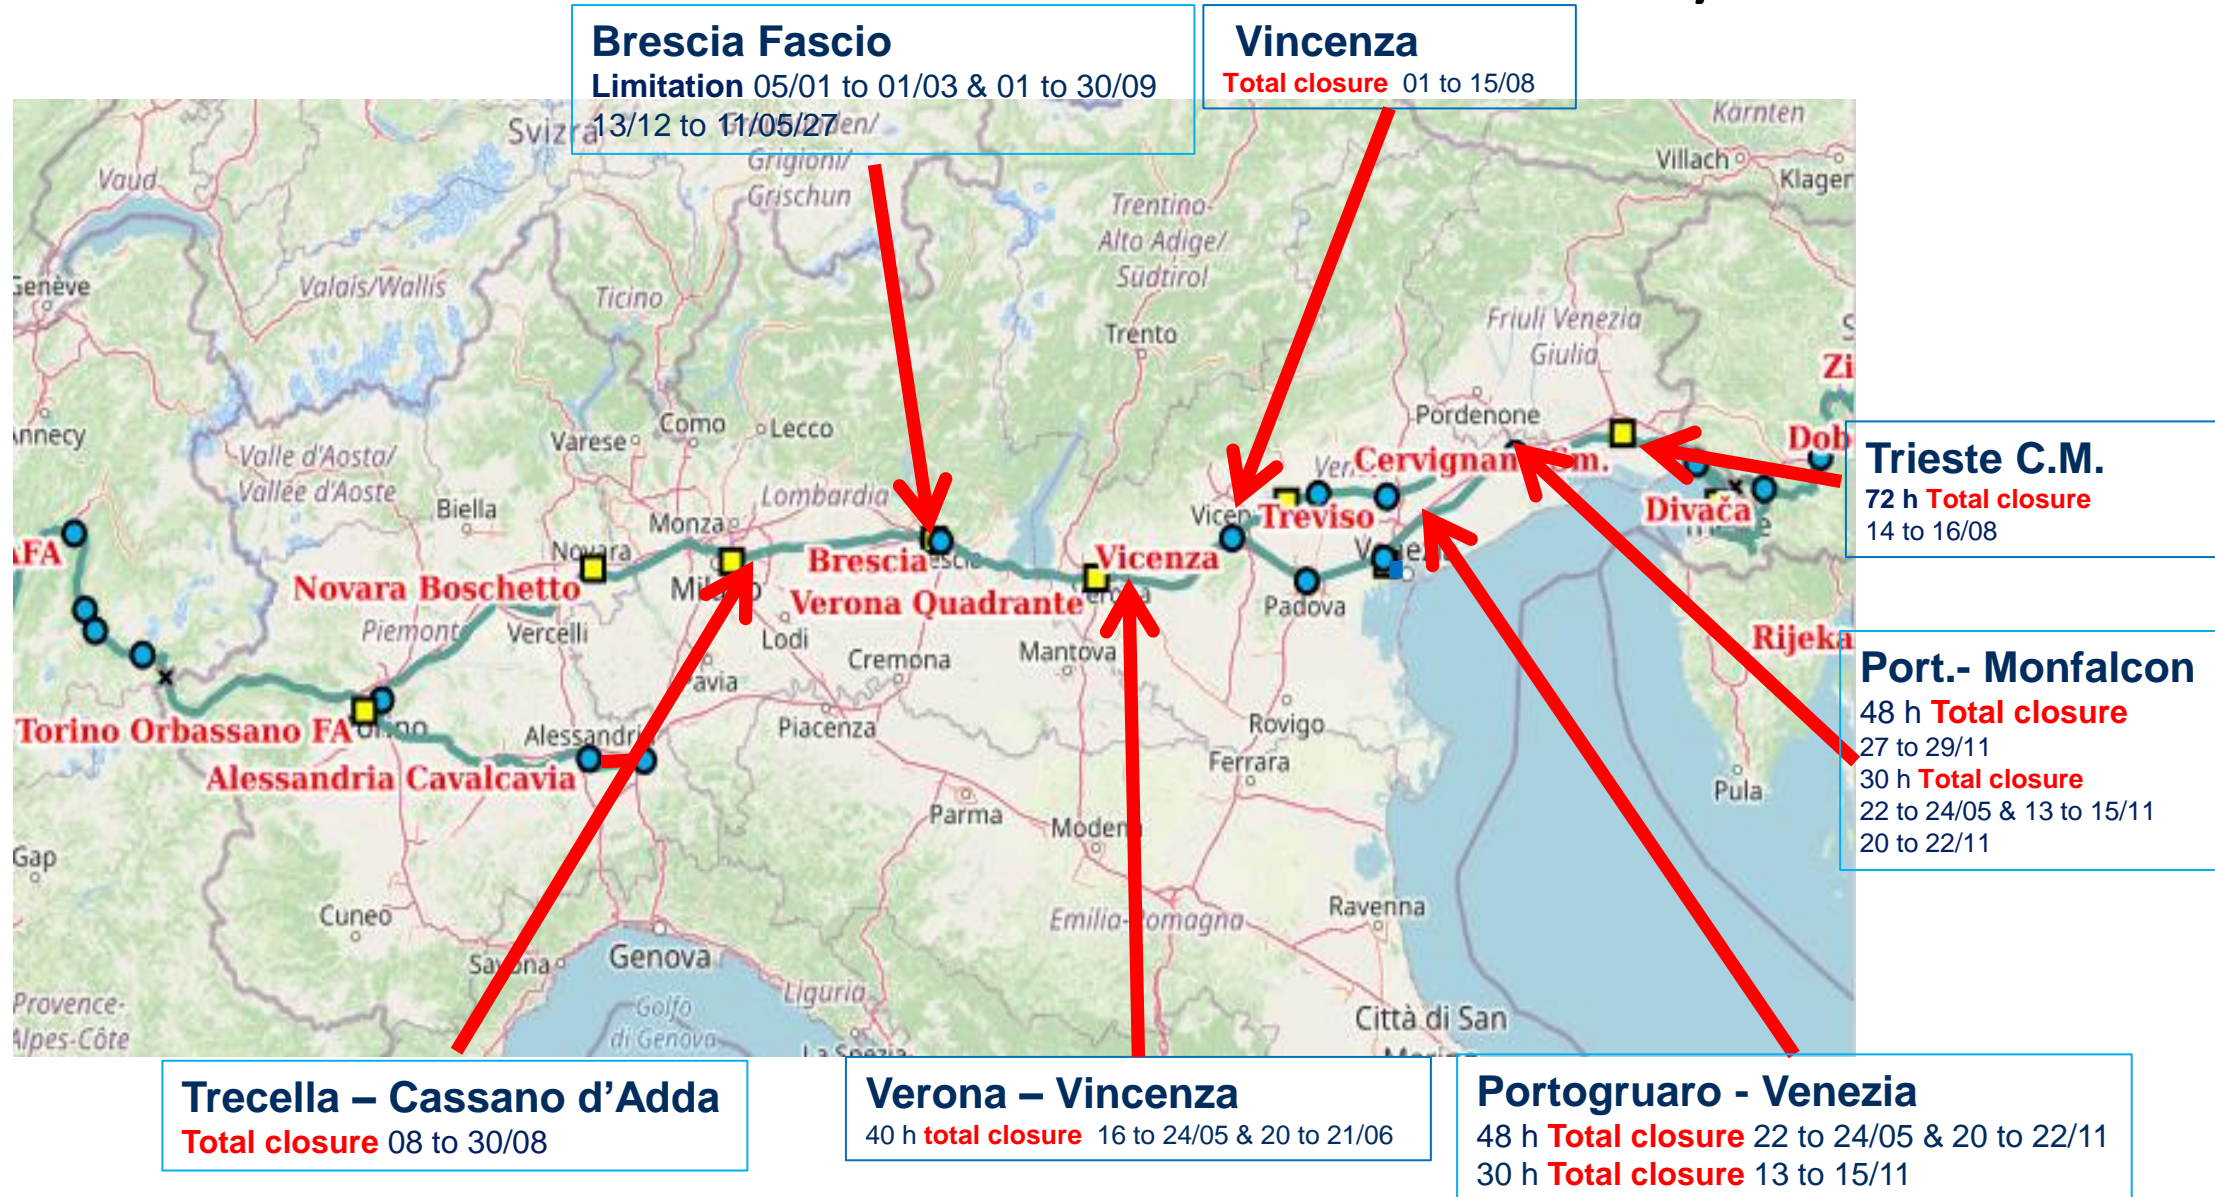 Brescia Fascio
Limitation 05/01 to 01/03 & 01 to 30/09
13/12 to 11/05/27
Vincenza
Total closure 01 to 15/08
Svizra
Grigioni/
Grischun
Kärnten
Villach
Klagen
Vaud
Trentino-
Alto Adige/
Südtirol
Genève
Valais/Wallis
Ticino
Trento
Friuli Venezia
Giulia
Annecy
Varese
Como
Lecco
Pordenone
Valle d'Aosta/
Vallée d'Aoste
Biella
Lombardia
Monza
Novara
Novara Boschetto
Brescia
Verona Quadrante
Vicenza
Treviso
Divača
Rijeka
Trieste C.M.
72 h Total closure
14 to 16/08
Piemont
Vercelli
Lodi
Cremona
Mantova
Padova
Torino Orbassano FA
Alessandria Cavalcavia
Piacenza
Rovigo
Ferrara
Parma
Pula
Port.- Monfalcon
48 h Total closure
27 to 29/11
30 h Total closure
22 to 24/05 & 13 to 15/11
20 to 22/11
Gap
Cuneo
Genova
Ravenna
Golfo
di Genova
Liguria
Città di San
Provence-
Alpes-Côte
Trecella – Cassano d'Adda
Total closure 08 to 30/08
Verona – Vincenza
40 h total closure 16 to 24/05 & 20 to 21/06
Portogruaro - Venezia
48 h Total closure 22 to 24/05 & 20 to 22/11
30 h Total closure 13 to 15/11